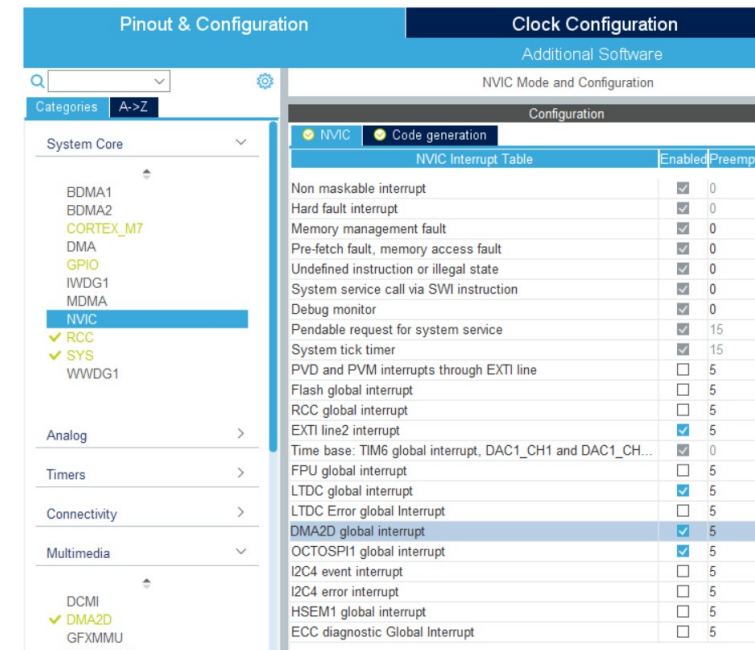 Pinout & Configuration Clock Configuration
Additional Software
NVIC Mode and Configuration
Categories A->Z
Configuration
System Core
NVIC Code generation
NVIC Interrupt Table Enabled Preemp
BDMA1
BDMA2
CORTEX_M7
DMA
GPIO
IWDG1
MDMA
NVIC
RCC
SYS
WWDG1
Analog
Timers
Connectivity
Multimedia
DCMI
DMA2D
GFXMMU
Non maskable interrupt 0
Hard fault interrupt 0
Memory management fault 0
Pre-fetch fault, memory access fault 0
Undefined instruction or illegal state 0
System service call via SWI instruction 0
Debug monitor 0
Pendable request for system service 15
System tick timer 15
PVD and PVM interrupts through EXTI line 5
Flash global interrupt 5
RCC global interrupt 5
EXTI line2 interrupt 5
Time base: TIM6 global interrupt, DAC1_CH1 and DAC1_CH... 0
FPU global interrupt 5
LTDC global interrupt 5
LTDC Error global Interrupt 5
DMA2D global interrupt 5
OCTOSPI1 global interrupt 5
I2C4 event interrupt 5
I2C4 error interrupt 5
HSEM1 global interrupt 5
ECC diagnostic Global Interrupt 5